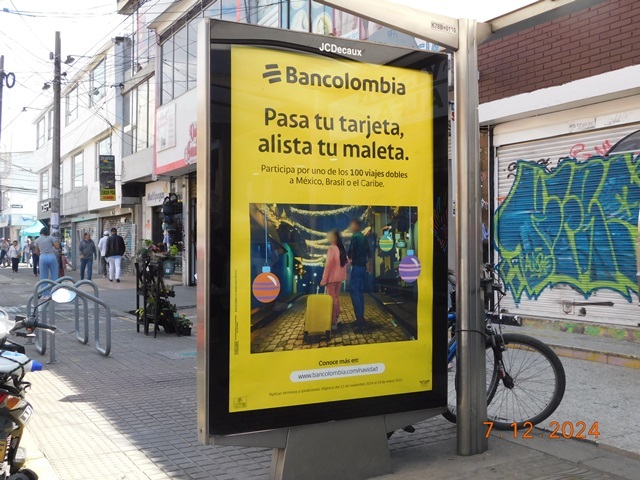 JCDecaux
Bancolombia
Pasa tu tarjeta,
alista tu maleta.
Participa por uno de los 100 viajes dobles
a México, Brasil o el Caribe.
Conoce más en:
www.bancolombia.com/navidad
7 12 2024